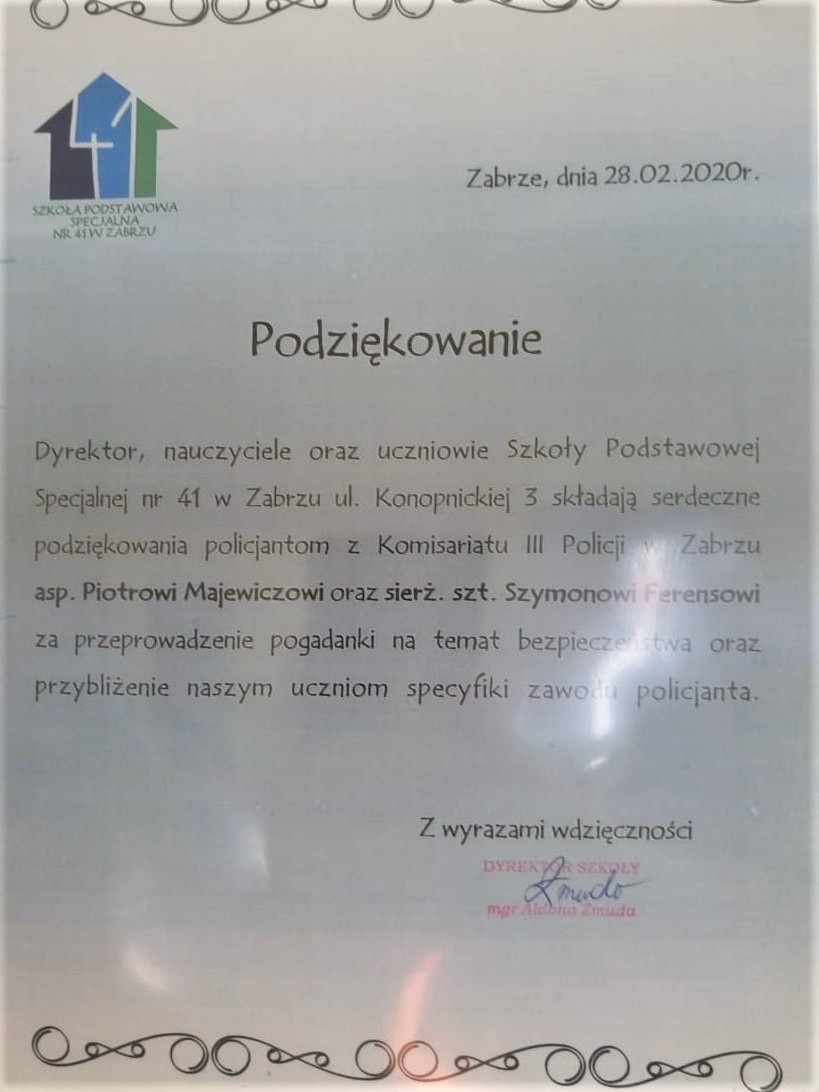 41
SZKOŁA PODSTAWOWA
SPECJALNA
NR 41 W ZABRZU
Zabrze, dnia 28.02.2020r.
Podziękowanie
Dyrektor, nauczyciele oraz uczniowie Szkoły Podstawowej
Specjalnej nr 41 w Zabrzu ul. Konopnickiej 3 składają serdeczne
podziękowania policjantom z Komisariatu III Policji w Zabrzu
asp. Piotrowi Majewiczowi oraz sierż. szt. Szymonowi Ferensowi
za przeprowadzenie pogadanki na temat bezpieczeństwa oraz
przybliżenie naszym uczniom specyfiki zawodu policjanta.
Z wyrazami wdzięczności
DYREKTOR SZKOŁY
Żmuda
mgr Aldona Żmuda